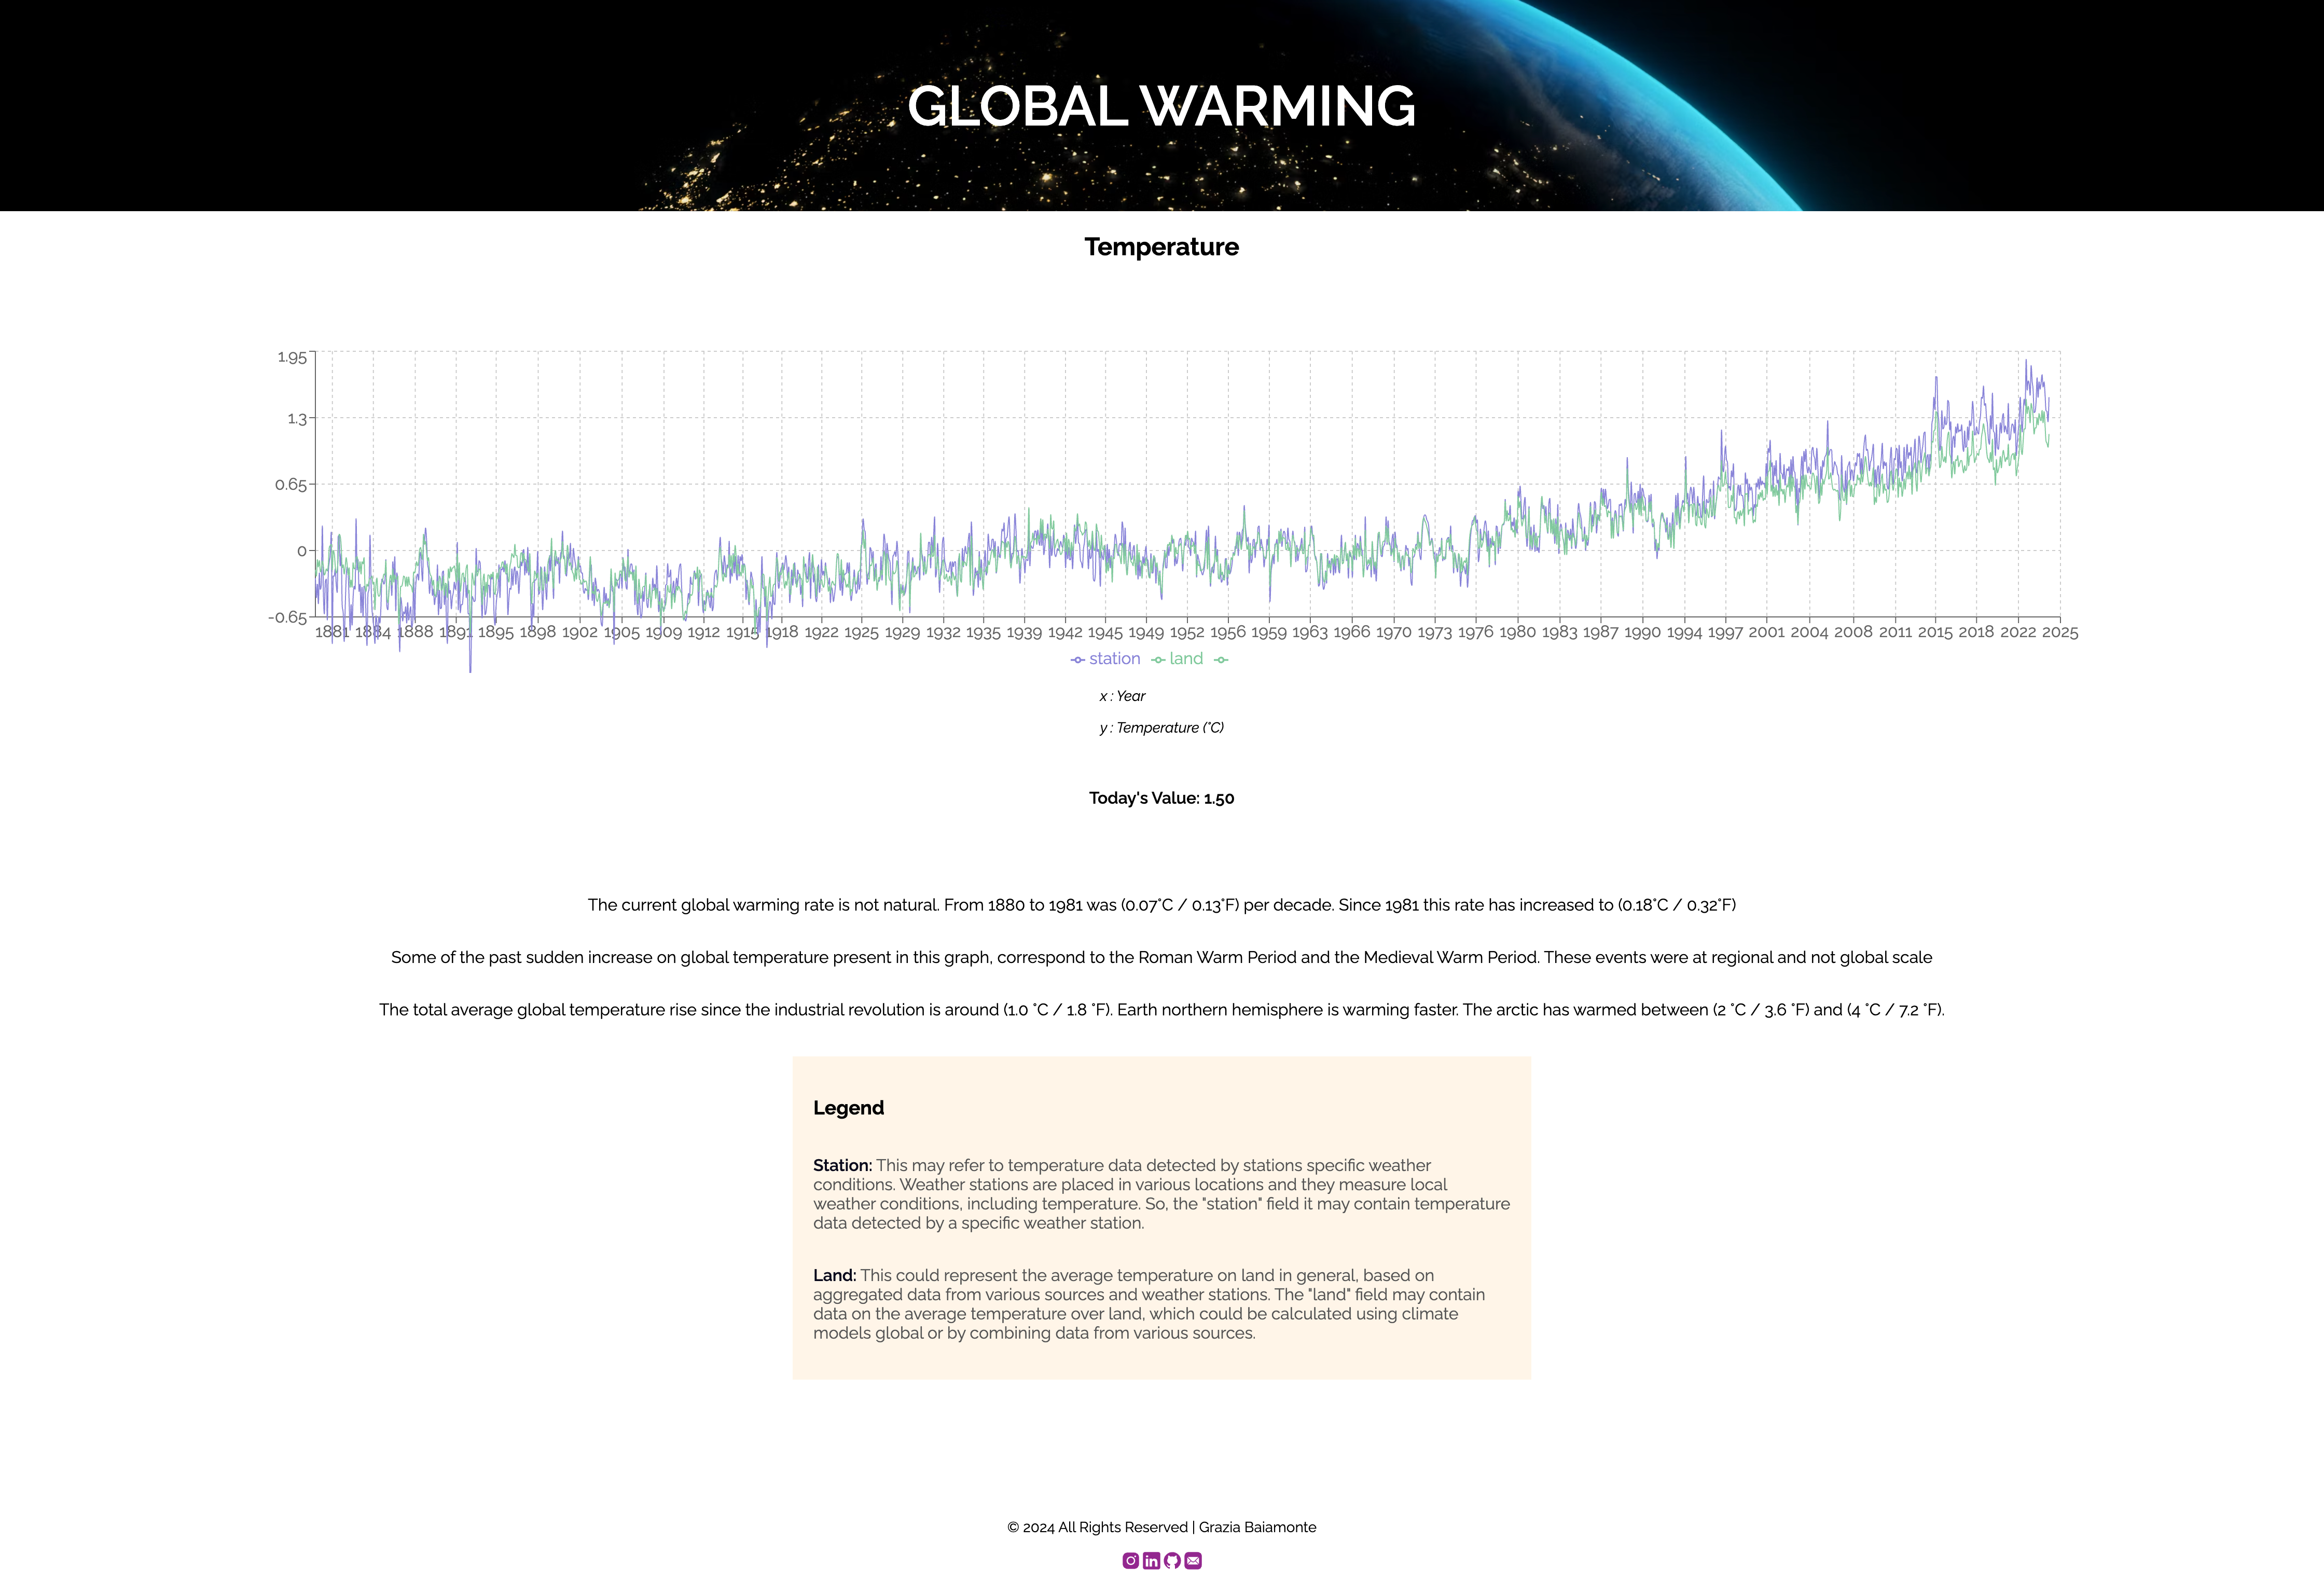 GLOBAL WARMING
Temperature
1.95
1.3
0.65
0
-0.65
1881 1884 1888 1891 1895 1898 1902 1905 1909 1912 1915 1918 1922 1925 1929 1932 1935 1939 1942 1945 1949 1952 1956 1959 1963 1966 1970 1973 1976 1980 1983 1987 1990 1994 1997 2001 2004 2008 2011 2015 2018 2022 2025
station land
x : Year
y : Temperature (°C)
Today's Value: 1.50
The current global warming rate is not natural. From 1880 to 1981 was (0.07°C / 0.13°F) per decade. Since 1981 this rate has increased to (0.18°C / 0.32°F)
Some of the past sudden increase on global temperature present in this graph, correspond to the Roman Warm Period and the Medieval Warm Period. These events were at regional and not global scale
The total average global temperature rise since the industrial revolution is around (1.0 °C / 1.8 °F). Earth northern hemisphere is warming faster. The arctic has warmed between (2 °C / 3.6 °F) and (4 °C / 7.2 °F).
Legend
Station: This may refer to temperature data detected by stations specific weather
conditions. Weather stations are placed in various locations and they measure local
weather conditions, including temperature. So, the "station" field it may contain temperature
data detected by a specific weather station.
Land: This could represent the average temperature on land in general, based on
aggregated data from various sources and weather stations. The "land" field may contain
data on the average temperature over land, which could be calculated using climate
models global or by combining data from various sources.
© 2024 All Rights Reserved | Grazia Baiamonte